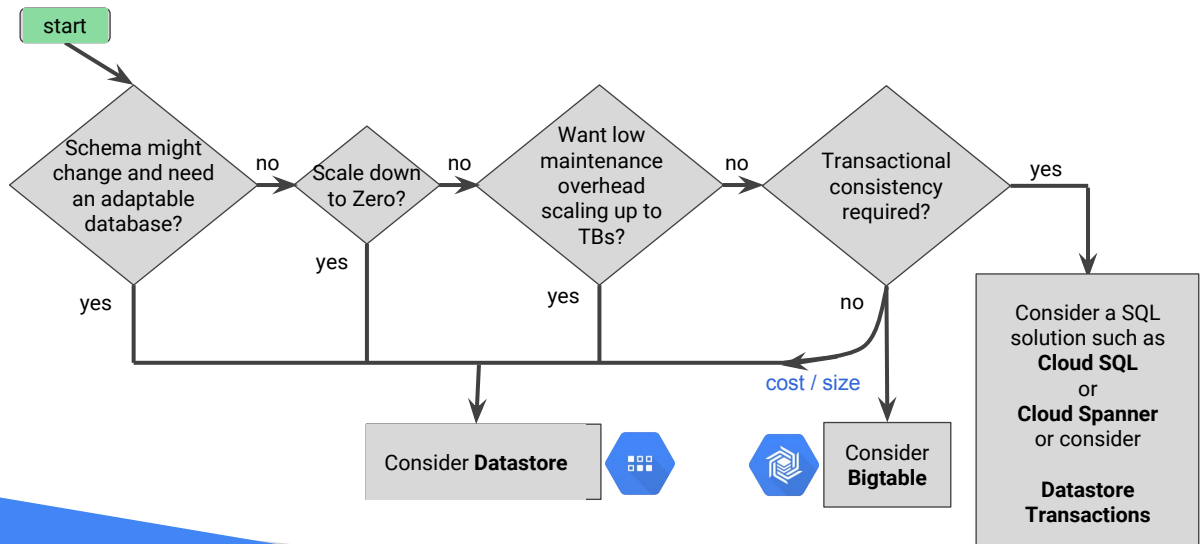 start
Schema might
change and need
an adaptable
database?
no
yes
Scale down
to Zero?
no
yes
Want low
maintenance
overhead
scaling up to
TBs?
no
yes
Transactional
consistency
required?
yes
no
cost / size
Consider Datastore
Consider
Bigtable
Consider a SQL
solution such as
Cloud SQL
or
Cloud Spanner
or consider
Datastore
Transactions